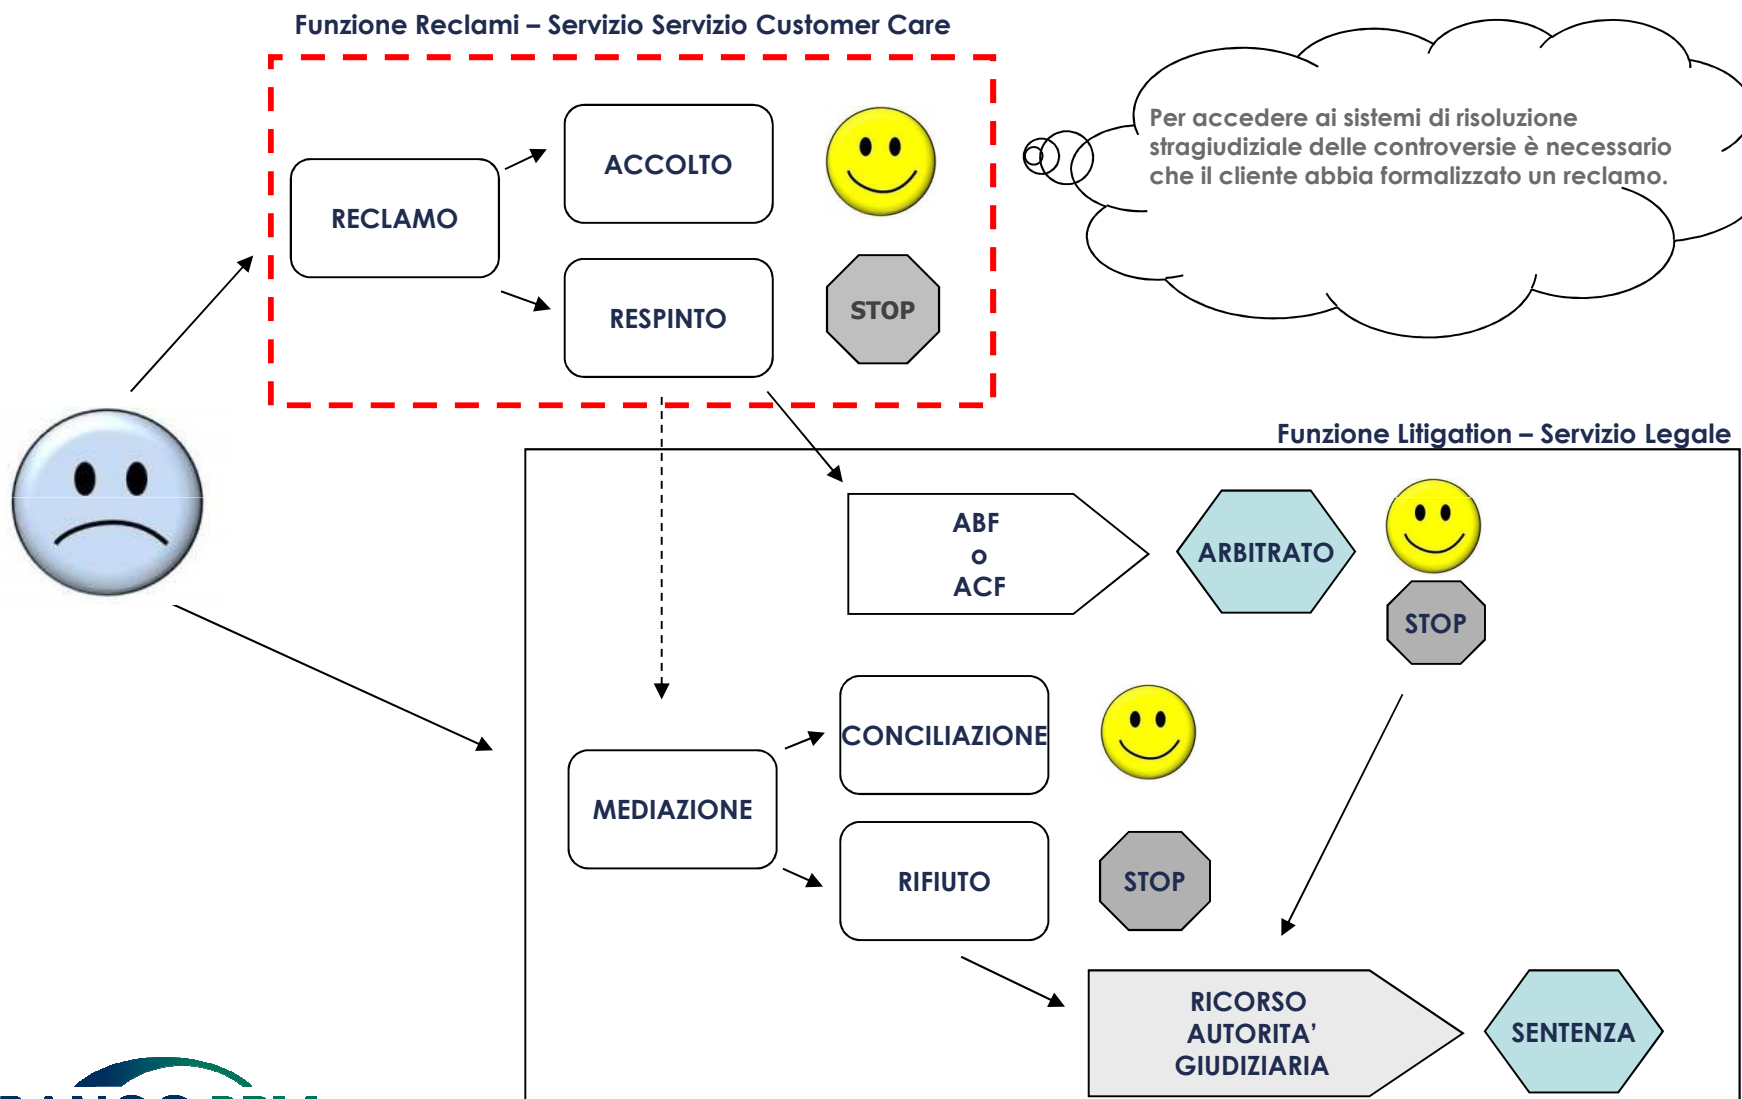 Funzione Reclami – Servizio Servizio Customer Care
Per accedere ai sistemi di risoluzione
stragiudiziale delle controversie è necessario
che il cliente abbia formalizzato un reclamo.
RECLAMO
ACCOLTO
RESPINTO
STOP
Funzione Litigation – Servizio Legale
ABF
o
ACF
ARBITRATO
STOP
MEDIAZIONE
CONCILIAZIONE
RIFIUTO
STOP
RICORSO
AUTORITA’
GIUDIZIARIA
SENTENZA